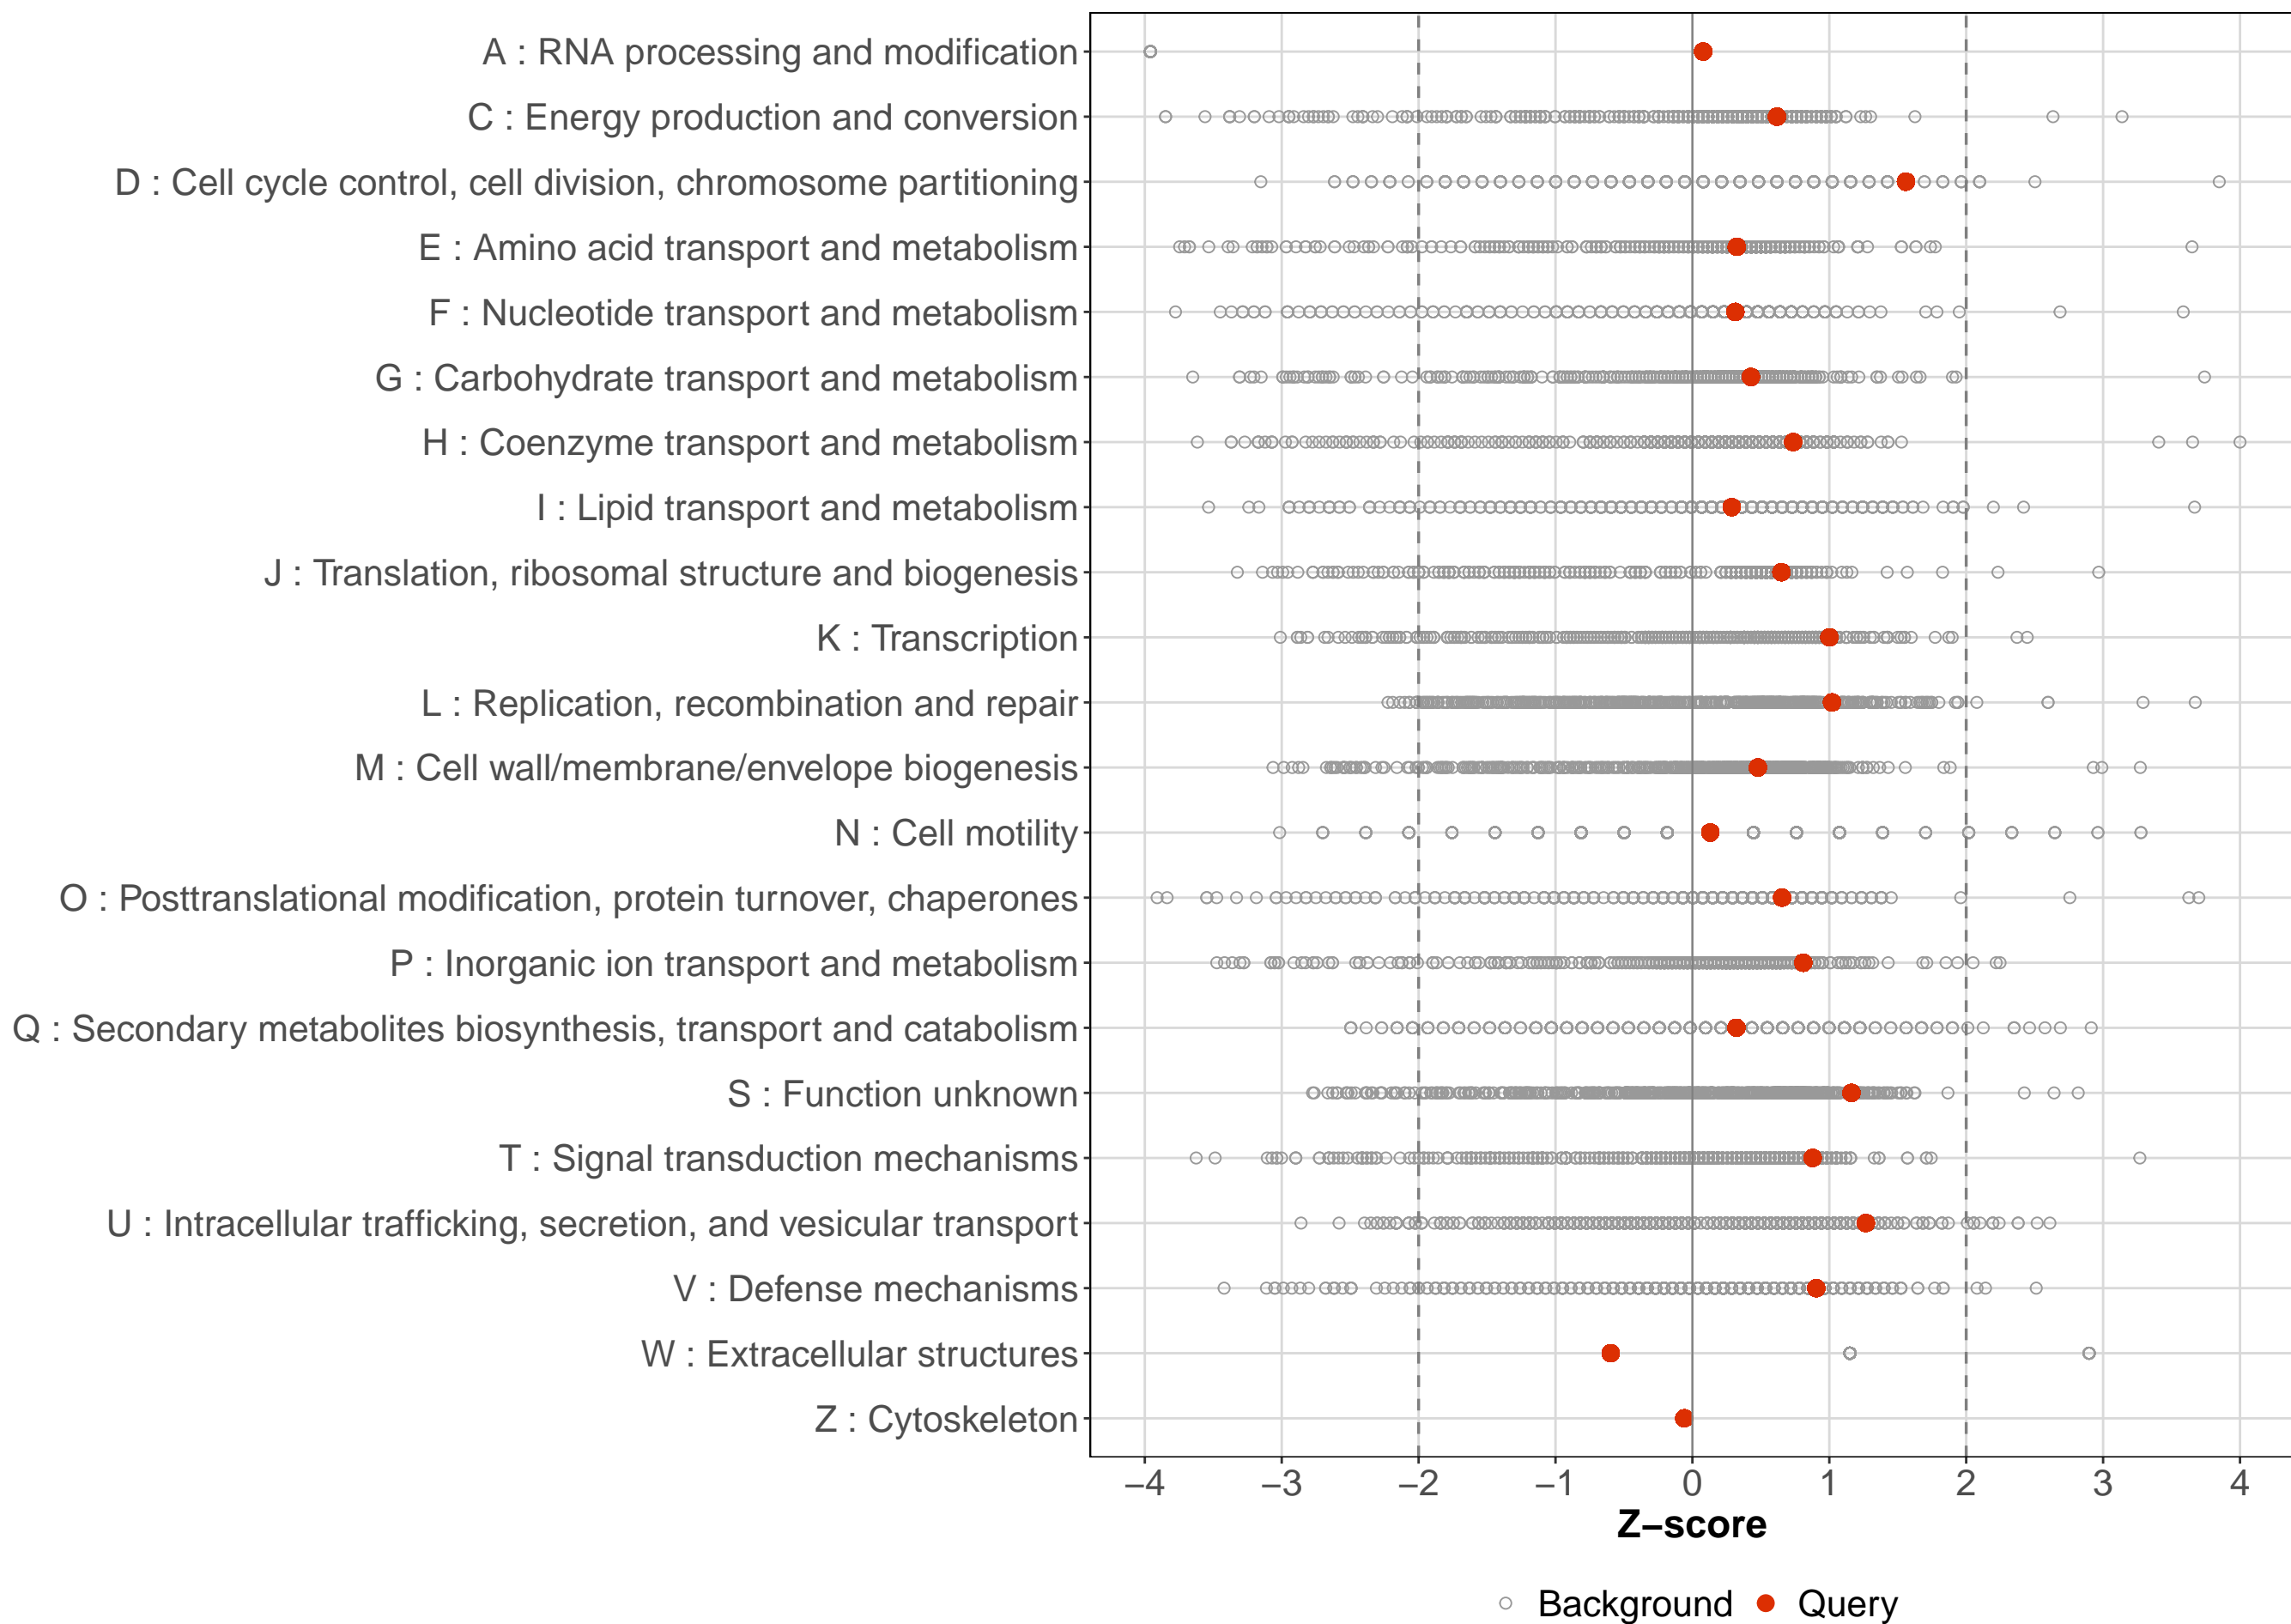 A : RNA processing and modification
C : Energy production and conversion
D : Cell cycle control, cell division, chromosome partitioning
E : Amino acid transport and metabolism
F : Nucleotide transport and metabolism
G : Carbohydrate transport and metabolism
H : Coenzyme transport and metabolism
I : Lipid transport and metabolism
J : Translation, ribosomal structure and biogenesis
K : Transcription
L : Replication, recombination and repair
M : Cell wall/membrane/envelope biogenesis
N : Cell motility
O : Posttranslational modification, protein turnover, chaperones
P : Inorganic ion transport and metabolism
Q : Secondary metabolites biosynthesis, transport and catabolism
S : Function unknown
T : Signal transduction mechanisms
U : Intracellular trafficking, secretion, and vesicular transport
V : Defense mechanisms
W : Extracellular structures
Z : Cytoskeleton
−4 −3 −2 −1 0 1 2 3 4
Z−score
Background Query